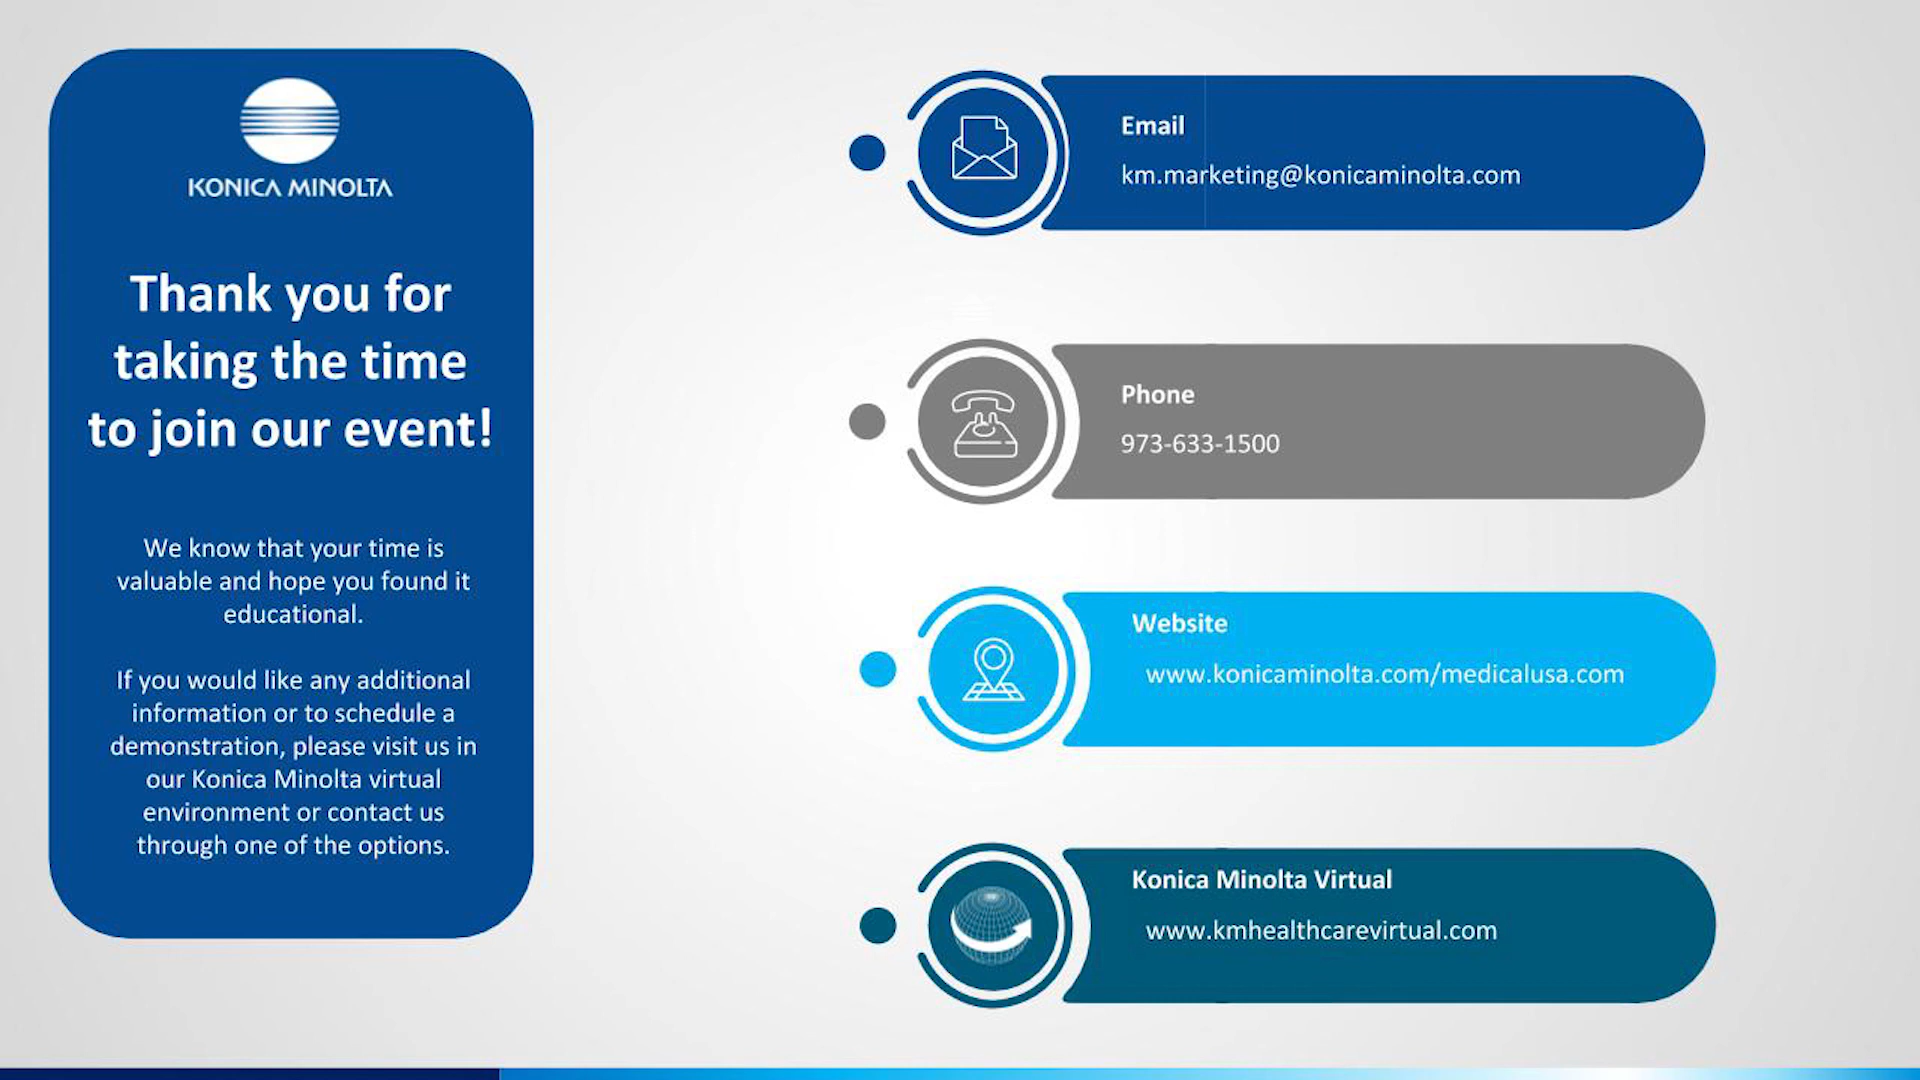 KONICA MINOLTA
Thank you for
taking the time
to join our event!
We know that your time is
valuable and hope you found it
educational.
If you would like any additional
information or to schedule a
demonstration, please visit us in
our Konica Minolta virtual
environment or contact us
through one of the options.
Email
km.marketing@konicaminolta.com
Phone
973-633-1500
Website
www.konicaminolta.com/medicalusa.com
Konica Minolta Virtual
www.kmhealthcarevirtual.com